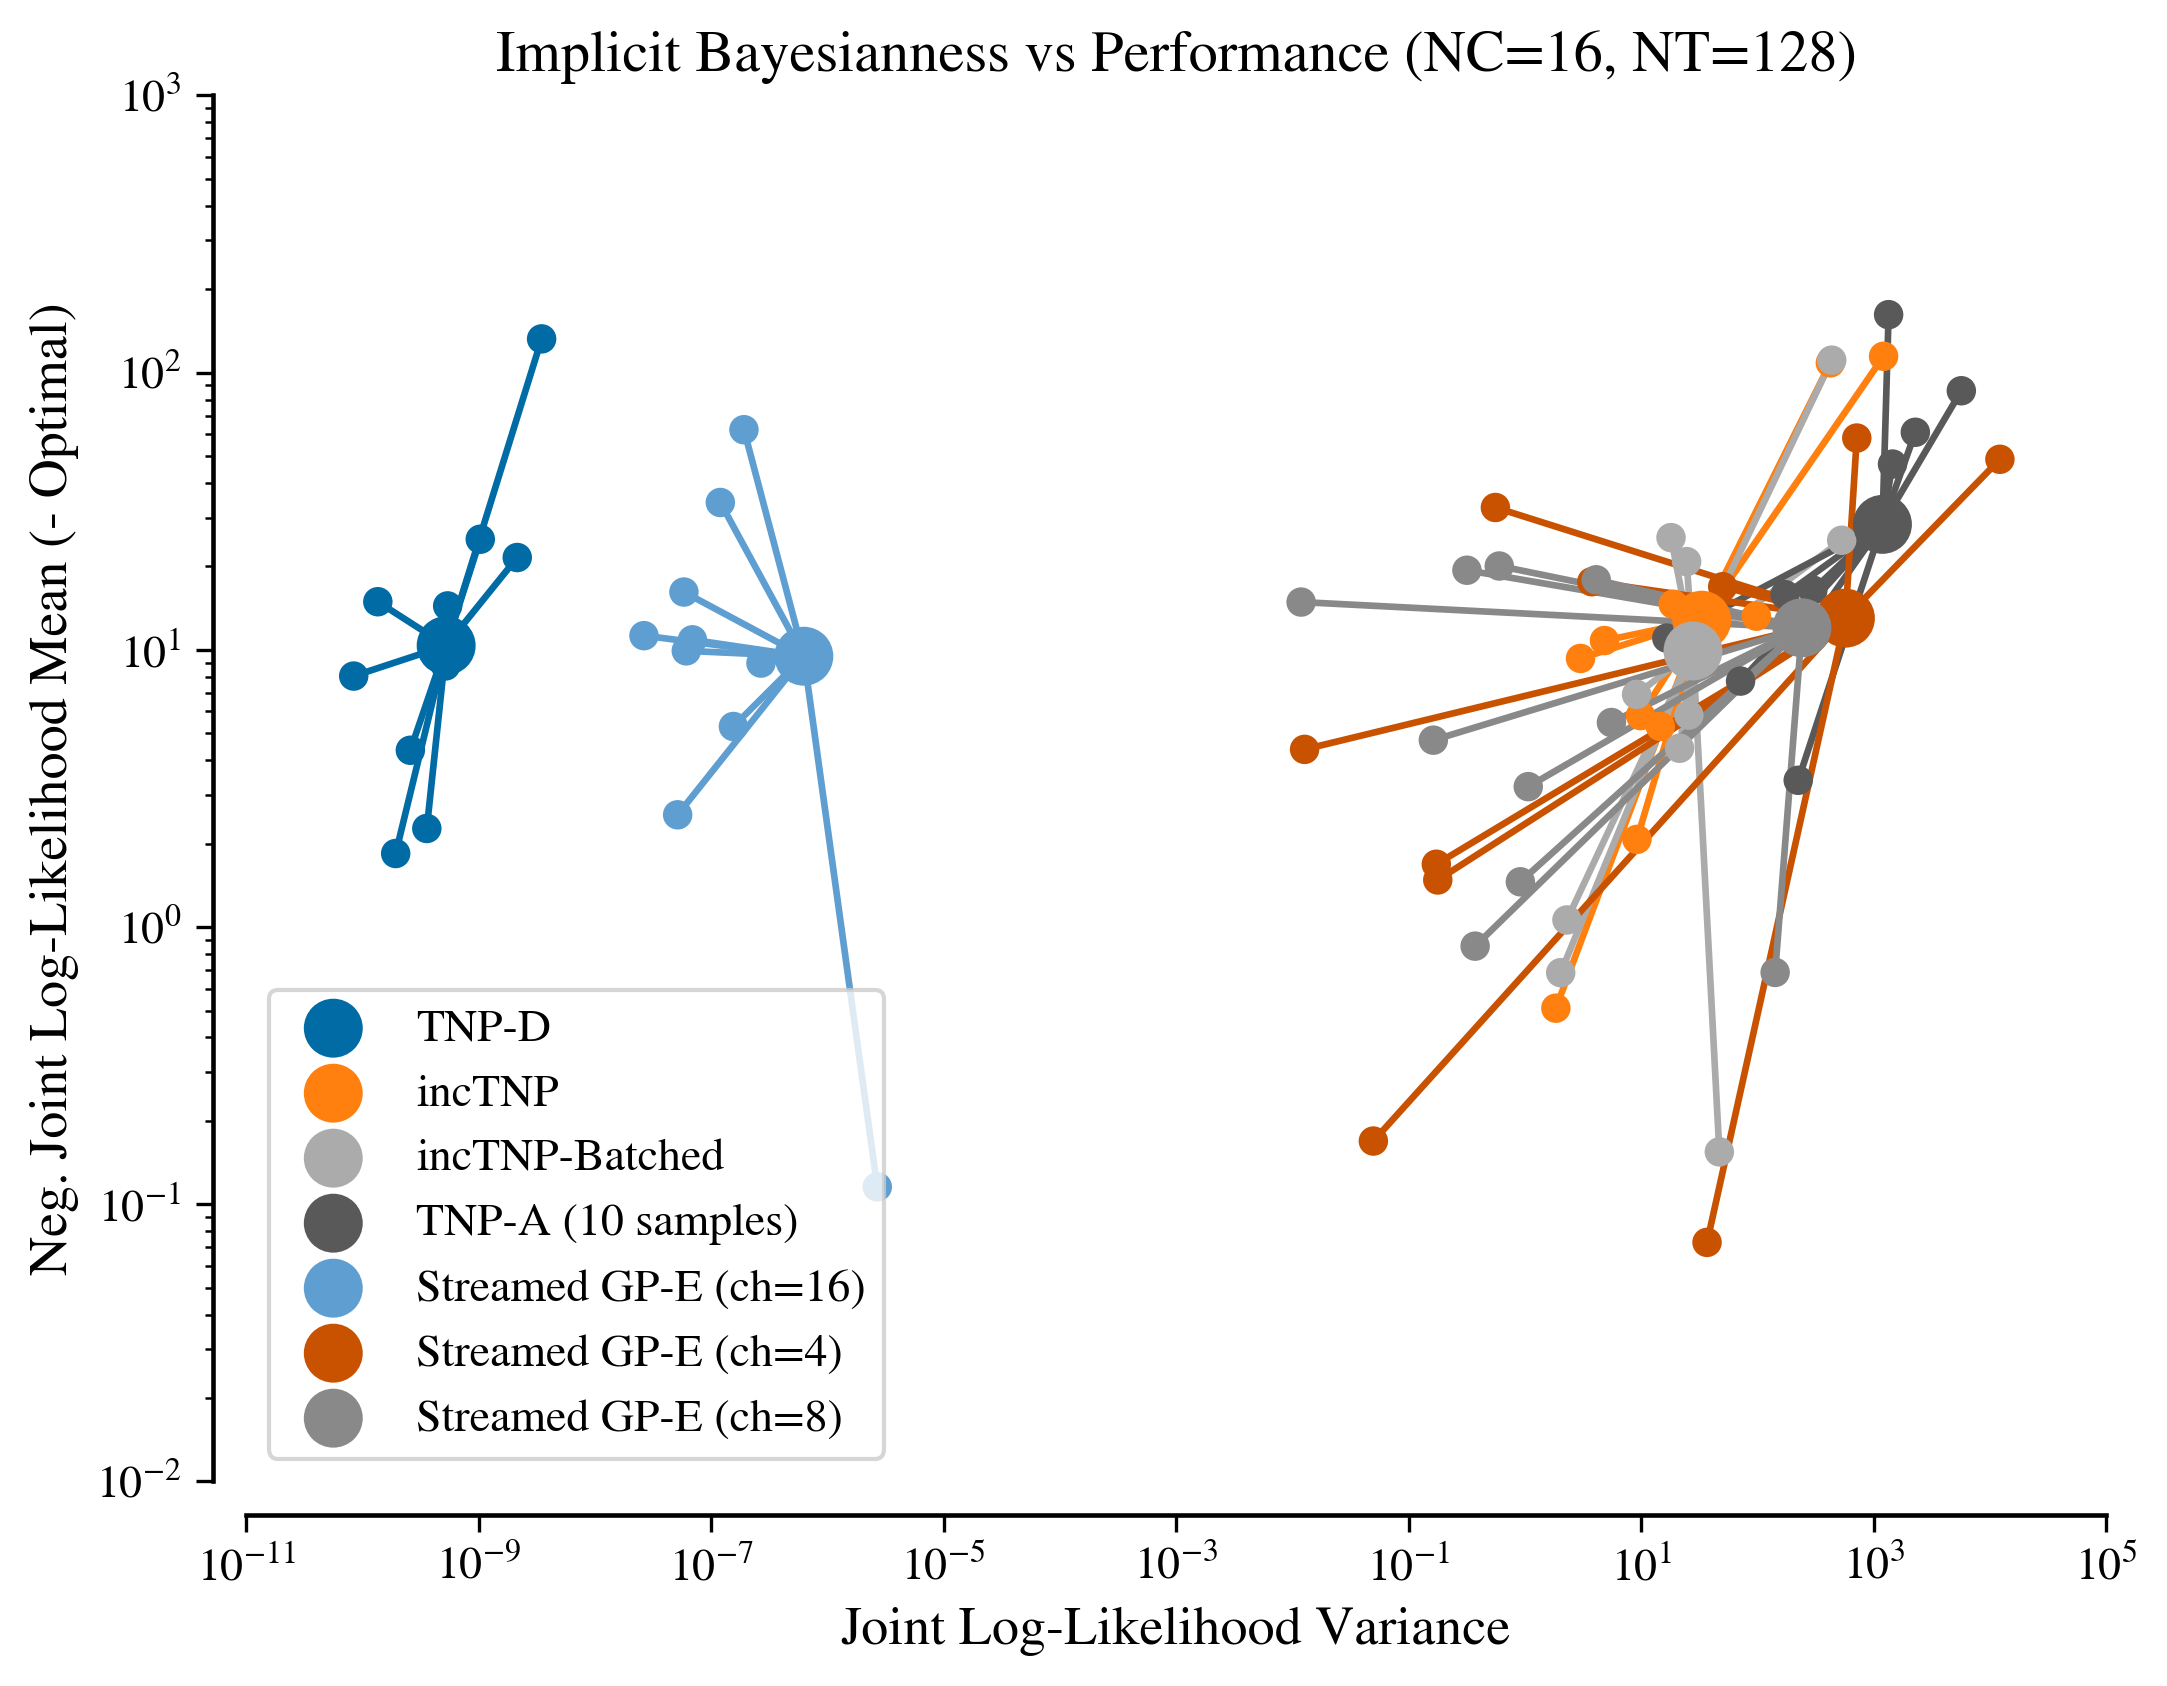 Implicit Bayesianness vs Performance (NC=16, NT=128)
Neg. Joint Log-Likelihood Mean (- Optimal)
10³
10²
10¹
10⁰
10⁻¹
10⁻²
TNP-D
incTNP
incTNP-Batched
TNP-A (10 samples)
Streamed GP-E (ch=16)
Streamed GP-E (ch=4)
Streamed GP-E (ch=8)
10⁻¹¹ 10⁻⁹ 10⁻⁷ 10⁻⁵ 10⁻³ 10⁻¹ 10¹ 10³ 10⁵
Joint Log-Likelihood Variance